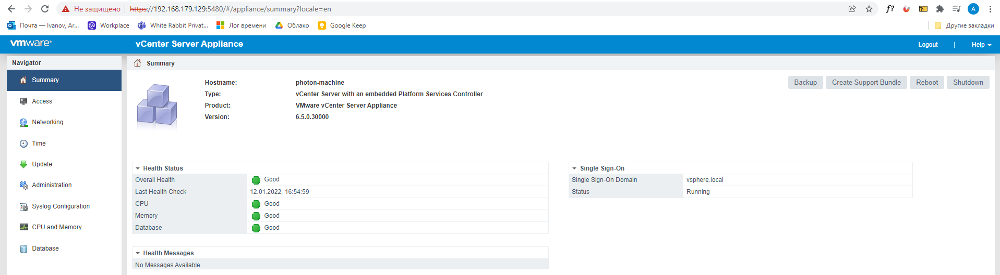 Не защищено | https://192.168.179.129:5480/#/appliance/summary?locale=en
f?
A
Почта — Ivanov, Ar... Workplace White Rabbit Privat... Лог времени Облако Google Keep Другие закладки
vmware® vCenter Server Appliance Logout | Help
Navigator
Summary
Access
Networking
Time
Update
Administration
Syslog Configuration
CPU and Memory
Database
Summary
Hostname: photon-machine
Type: vCenter Server with an embedded Platform Services Controller
Product: VMware vCenter Server Appliance
Version: 6.5.0.30000
Backup Create Support Bundle Reboot Shutdown
Health Status
Overall Health Good
Last Health Check 12.01.2022, 16:54:59
CPU Good
Memory Good
Database Good
Health Messages
No Messages Available.
Single Sign-On
Single Sign-On Domain vsphere.local
Status Running